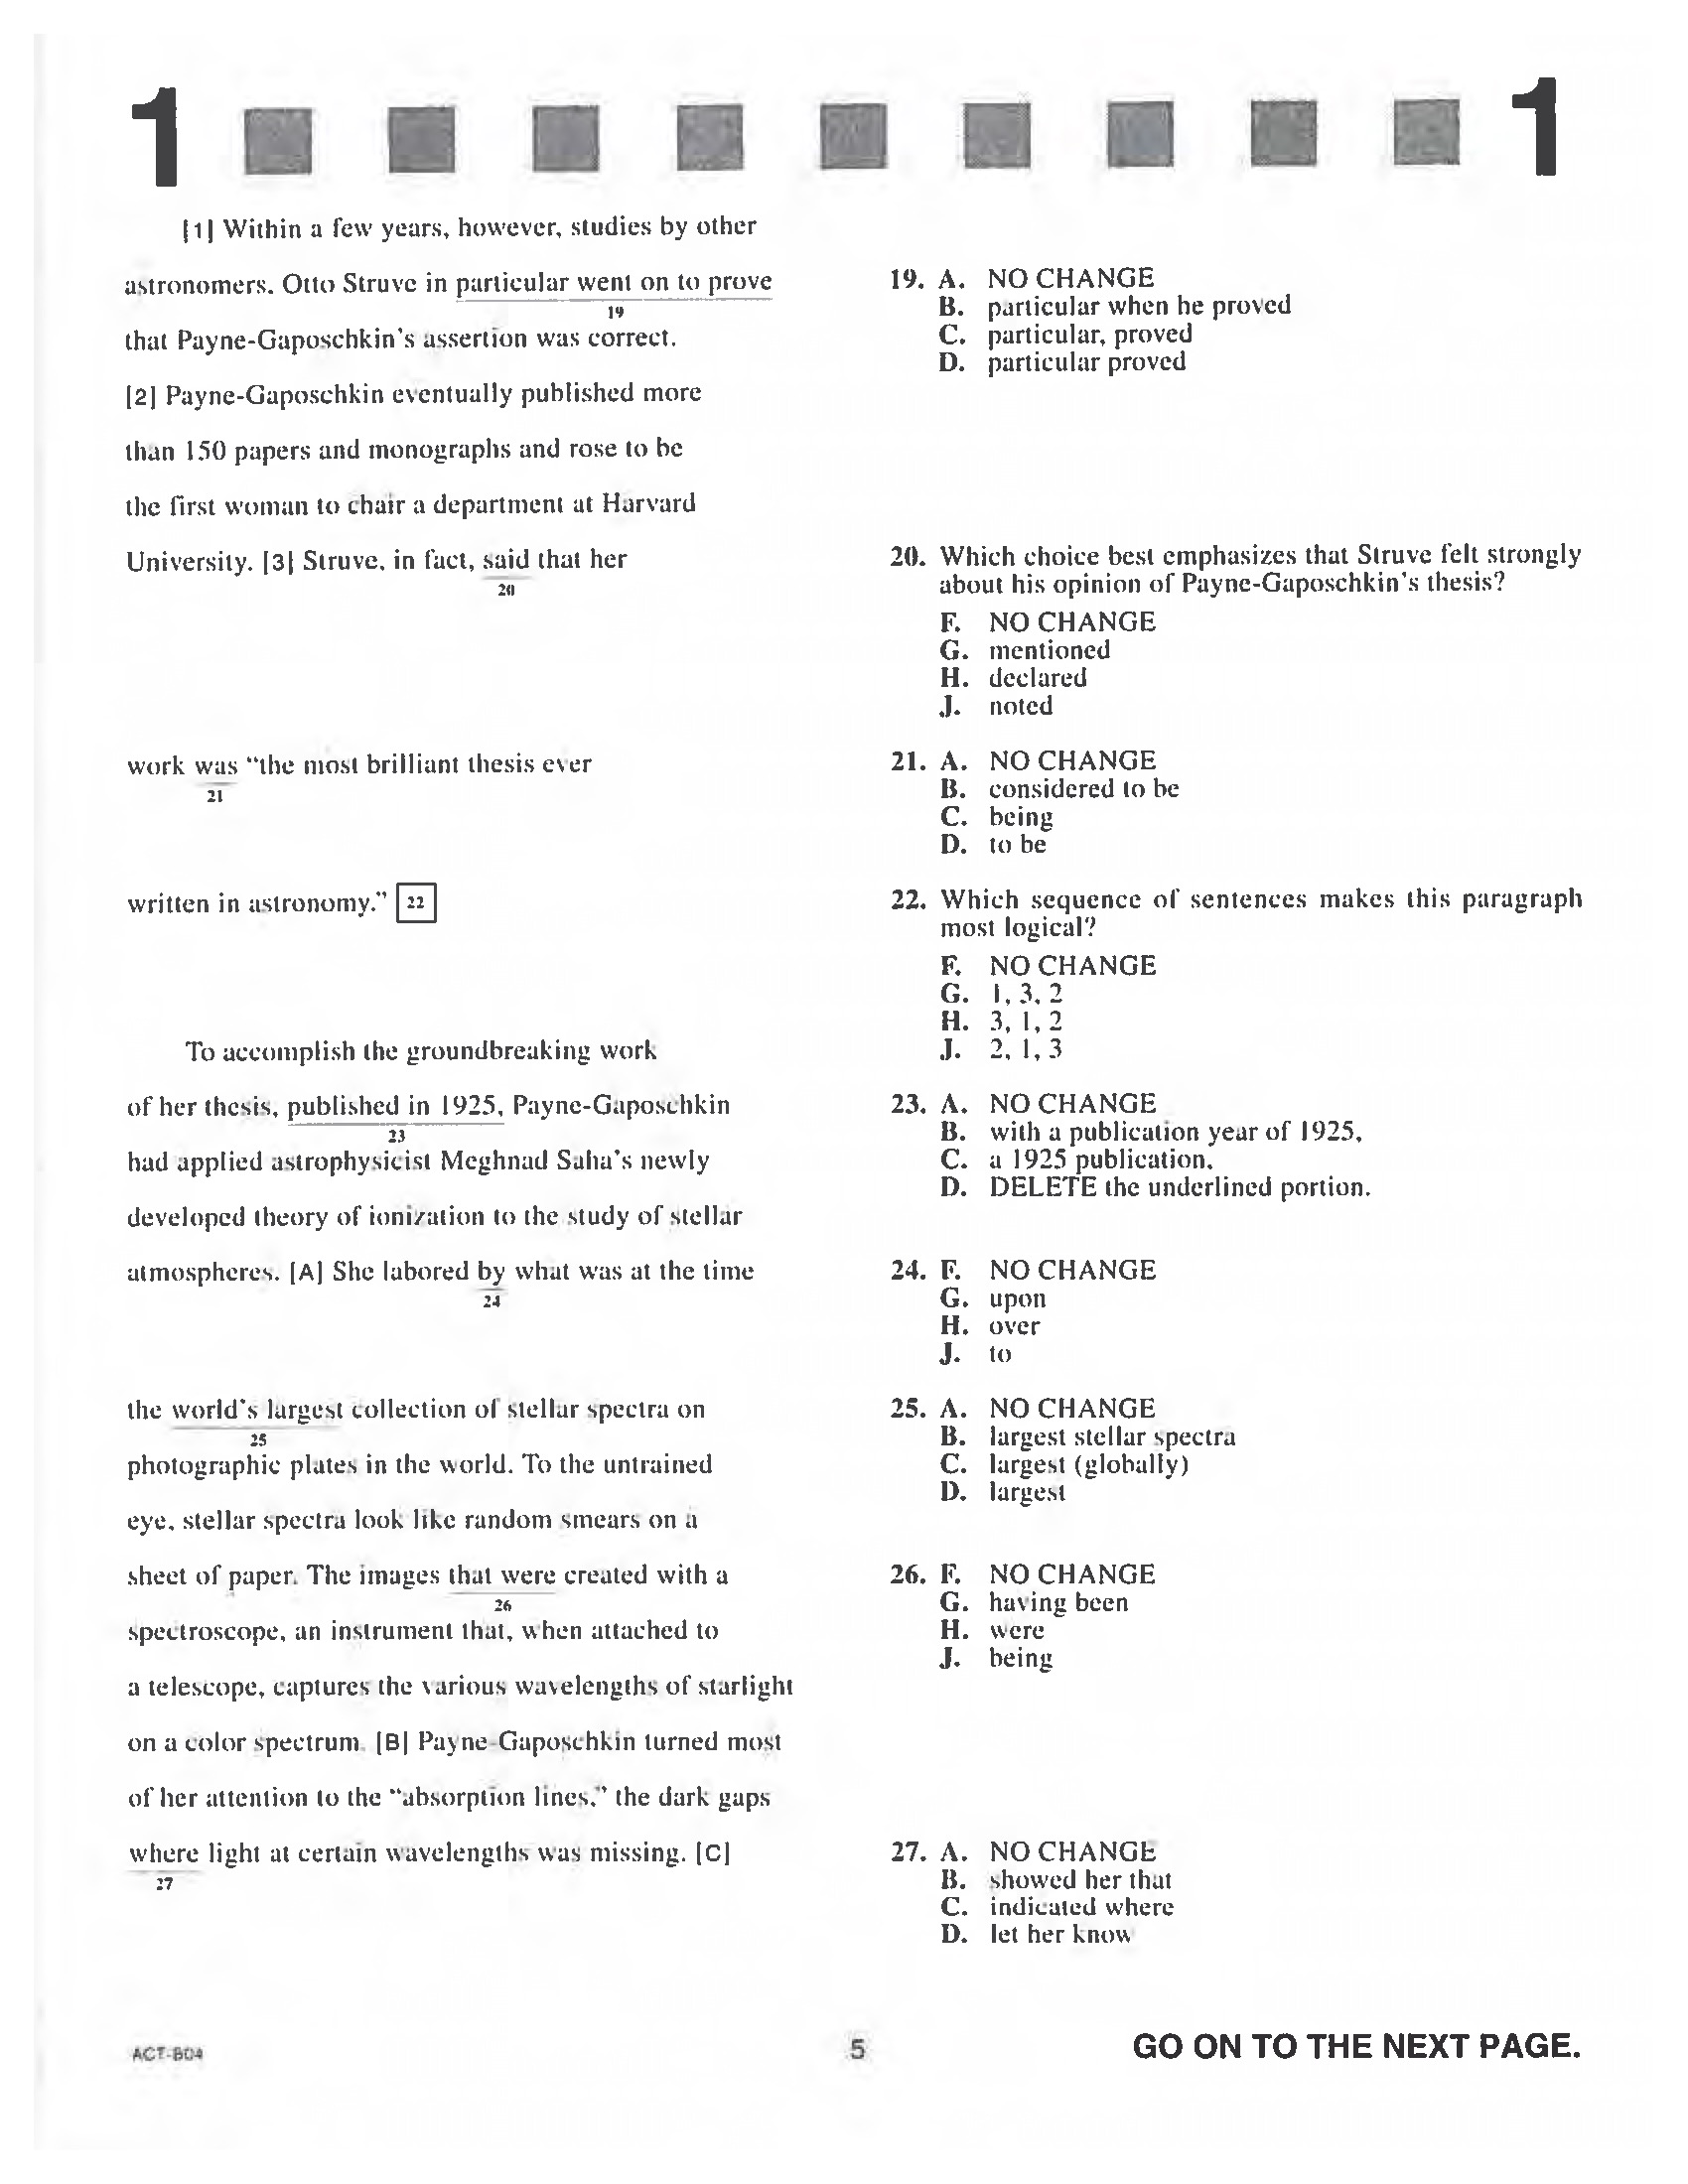 1 1
[1] Within a few years, however, studies by other
astronomers. Otto Struve in particular went on to prove
19
that Payne-Gaposchkin's assertion was correct.
[2] Payne-Gaposchkin eventually published more
than 150 papers and monographs and rose to be
the first woman to chair a department at Harvard
University. [3] Struve, in fact, said that her
20
work was "the most brilliant thesis ever
21
written in astronomy." 22
To accomplish the groundbreaking work
of her thesis, published in 1925, Payne-Gaposchkin
23
had applied astrophysicist Meghnad Saha's newly
developed theory of ionization to the study of stellar
atmospheres. [A] She labored by what was at the time
24
the world's largest collection of stellar spectra on
25
photographic plates in the world. To the untrained
eye, stellar spectra look like random smears on a
sheet of paper. The images that were created with a
26
spectroscope, an instrument that, when attached to
a telescope, captures the various wavelengths of starlight
on a color spectrum. [B] Payne-Gaposchkin turned most
of her attention to the "absorption lines," the dark gaps
where light at certain wavelengths was missing. [C]
27
19. A. NO CHANGE
B. particular when he proved
C. particular, proved
D. particular proved
20. Which choice best emphasizes that Struve felt strongly
about his opinion of Payne-Gaposchkin's thesis?
F. NO CHANGE
G. mentioned
H. declared
J. noted
21. A. NO CHANGE
B. considered to be
C. being
D. to be
22. Which sequence of sentences makes this paragraph
most logical?
F. NO CHANGE
G. 1, 3, 2
H. 3, 1, 2
J. 2, 1, 3
23. A. NO CHANGE
B. with a publication year of 1925,
C. a 1925 publication,
D. DELETE the underlined portion.
24. F. NO CHANGE
G. upon
H. over
J. to
25. A. NO CHANGE
B. largest stellar spectra
C. largest (globally)
D. largest
26. F. NO CHANGE
G. having been
H. were
J. being
27. A. NO CHANGE
B. showed her that
C. indicated where
D. let her know
ACT-B04 5 GO ON TO THE NEXT PAGE.